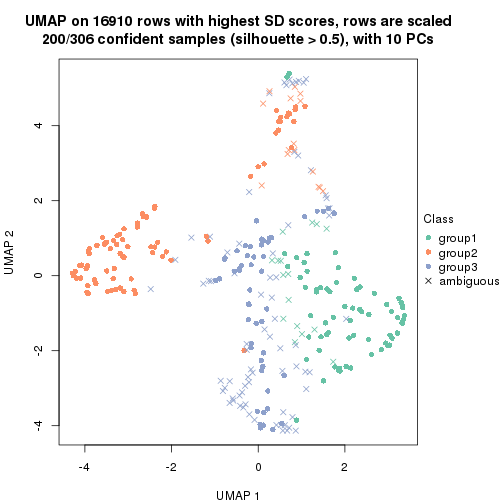 UMAP on 16910 rows with highest SD scores, rows are scaled
200/306 confident samples (silhouette > 0.5), with 10 PCs
4
2
0
-2
-4
UMAP 2
-4
-2
0
2
UMAP 1
Class
group1
group2
group3
ambiguous